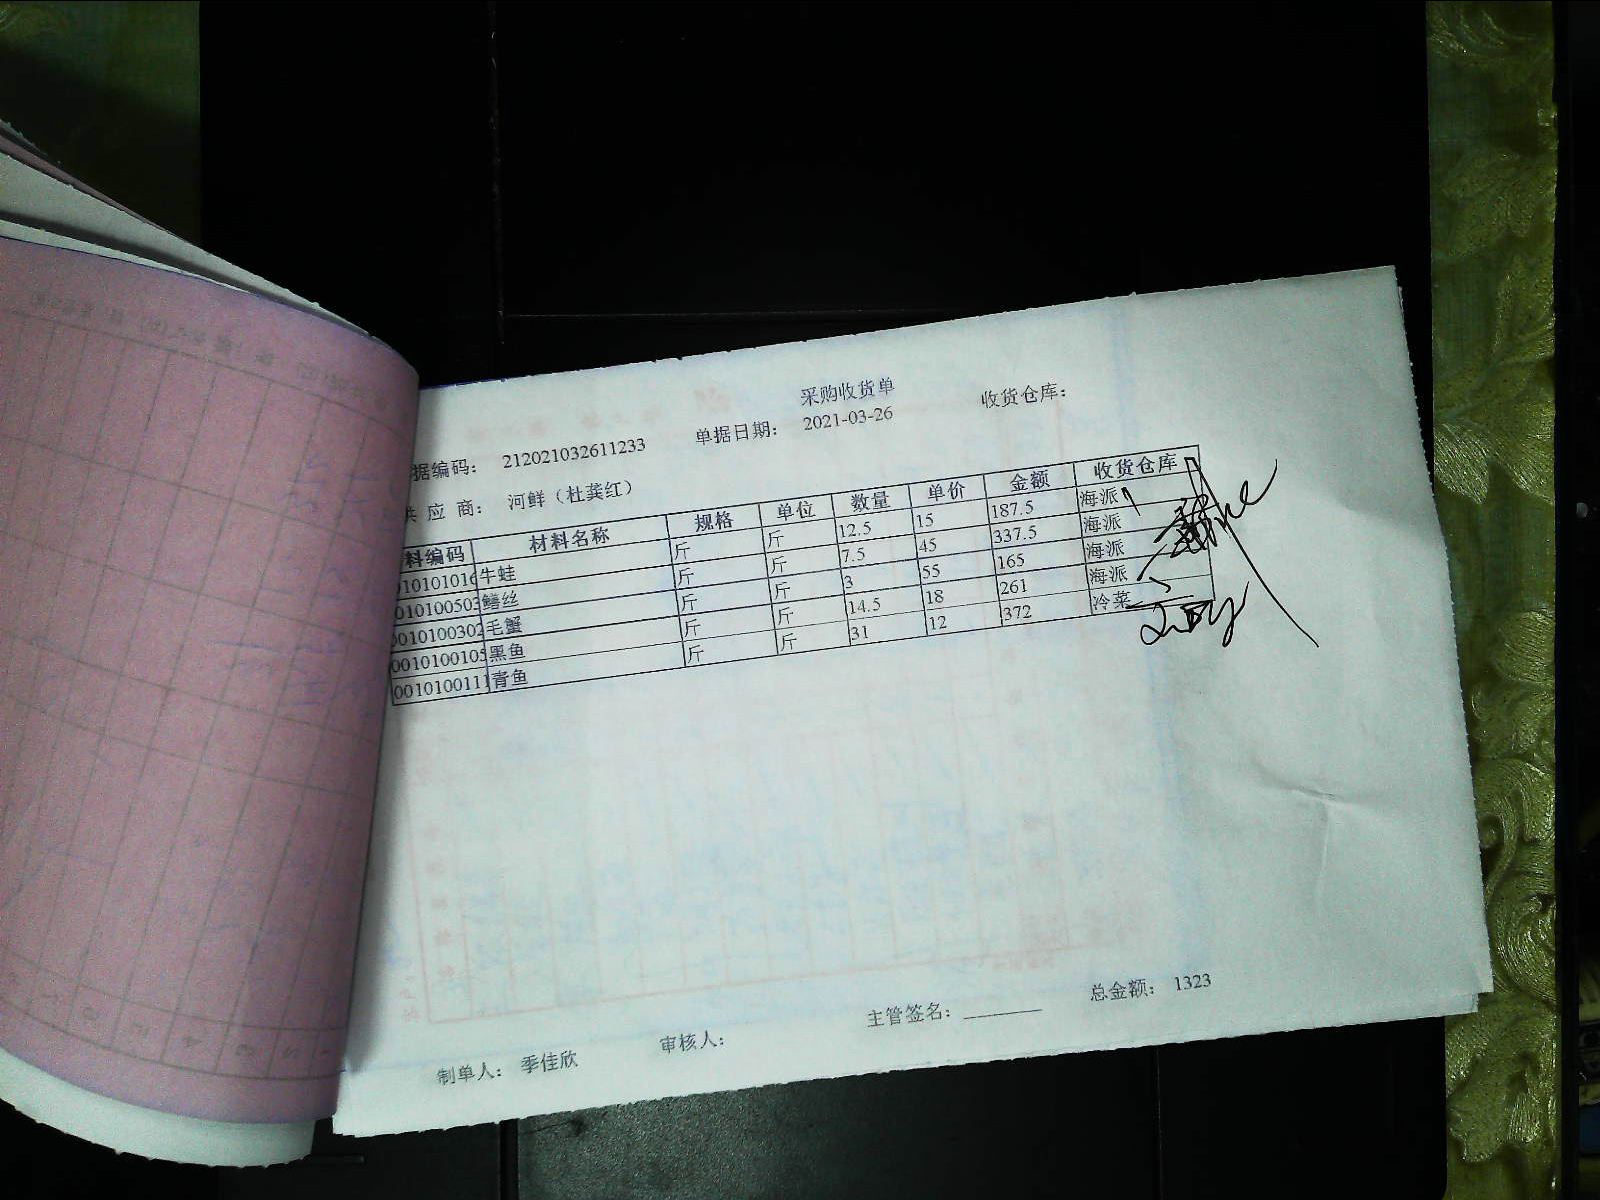 采购收货单
据编码： 212021032611233 单据日期： 2021-03-26 收货仓库：
供 应 商： 河鲜（杜龚红）
料编码 材料名称 规格 单位 数量 单价 金额 收货仓库
010101016 牛蛙 斤 斤 12.5 15 187.5 海派
0010100503 鳝丝 斤 斤 7.5 45 337.5 海派
0010100302 毛蟹 斤 斤 3 55 165 海派
0010100105 黑鱼 斤 斤 14.5 18 261 海派
0010100111 青鱼 斤 斤 31 12 372 冷菜
制单人： 季佳欣 审核人： 主管签名： 总金额： 1323